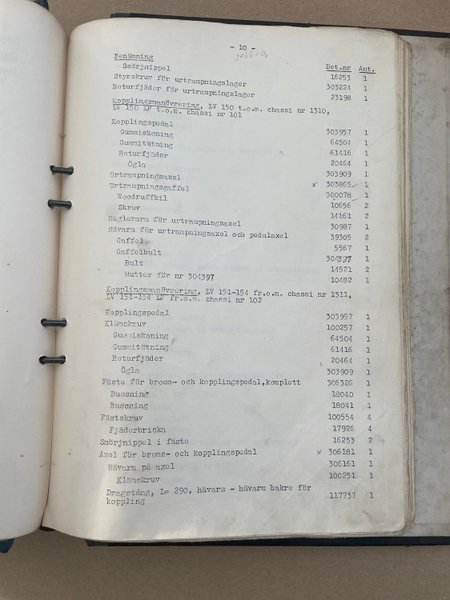 - 10 -
Benämning Det.nr Ant.
Smörjnippel 16253 1
Styrskruv för urtrampningslager 303224 1
Returfjäder för urtrampningslager 23198 1
Kopplingsmanövrering, LV 150 t.o.m. chassi nr 1310,
LV 150 LF t.o.m. chassi nr 101
Kopplingspedal 303957 1
Gummiskoning 64504 1
Gummitätning 61416 1
Returfjäder 20464 1
Ögla 303909 1
Urtrampningsaxel 303865 1
Urtrampningsgaffel 300078 1
Woodruffkil 10656 2
Skruv 14161 2
Reglerarm för urtrampningsaxel 30987 1
Hävarm för urtrampningsaxel och pedalaxel 39305 2
Gaffel 5567 1
Gaffelbult 304397 1
Bult 14521 2
Mutter för nr 304397 10482 1
Kopplingsmanövrering, LV 151-154 fr.o.m. chassi nr 1311,
LV 151-154 LF fr.o.m. chassi nr 102
Kopplingspedal 303957 1
Klämskruv 100257 1
Gummiskoning 64504 1
Gummitätning 61416 1
Returfjäder 20464 1
Ögla 303909 1
Fäste för broms- och kopplingspedal,komplett 306326 1
Bussning 18040 1
Bussning 18041 1
Fästskruv 100554 4
Fjäderbricka 17926 4
Smörjnippel i fäste 16253 2
Axel för broms- och kopplingspedal 306181 1
Hävarm på axel 306161 1
Klämskruv 100251 1
Dragstång, L= 290, hävarm - hävarm bakre för
koppling 117737 1